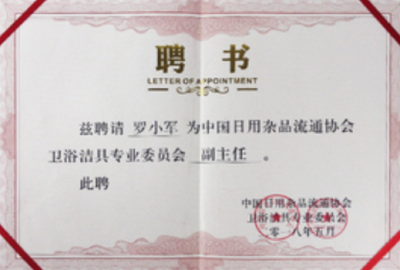 聘书
LETTER OF APPOINTMENT
兹聘请 罗小军 为中国日用杂品流通协会
卫浴洁具专业委员会 副主任 。
此聘
中国日用杂品流通协会
卫浴洁具专业委员会
二〇一八年五月